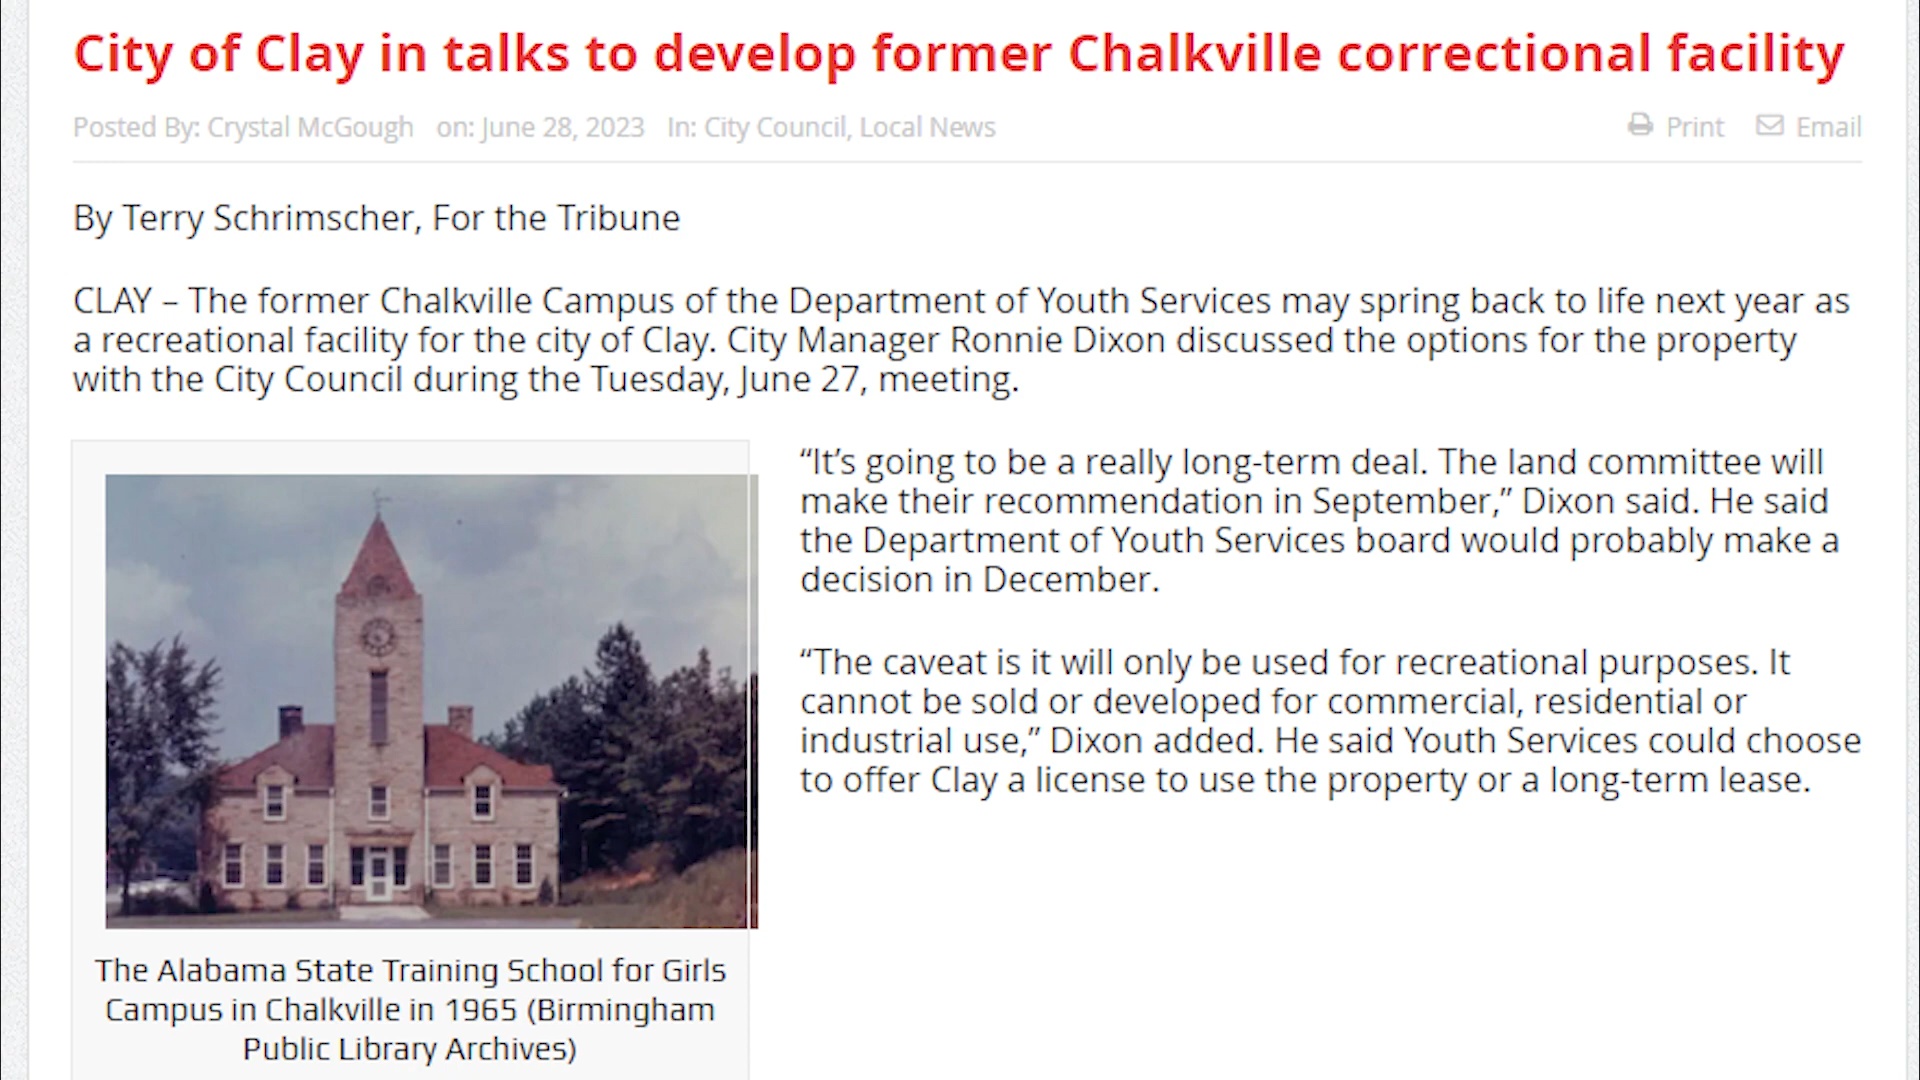 City of Clay in talks to develop former Chalkville correctional facility
Posted By: Crystal McGough on: June 28, 2023 In: City Council, Local News Print Email
By Terry Schrimscher, For the Tribune
CLAY – The former Chalkville Campus of the Department of Youth Services may spring back to life next year as
a recreational facility for the city of Clay. City Manager Ronnie Dixon discussed the options for the property
with the City Council during the Tuesday, June 27, meeting.
“It’s going to be a really long-term deal. The land committee will
make their recommendation in September,” Dixon said. He said
the Department of Youth Services board would probably make a
decision in December.
“The caveat is it will only be used for recreational purposes. It
cannot be sold or developed for commercial, residential or
industrial use,” Dixon added. He said Youth Services could choose
to offer Clay a license to use the property or a long-term lease.
The Alabama State Training School for Girls
Campus in Chalkville in 1965 (Birmingham
Public Library Archives)